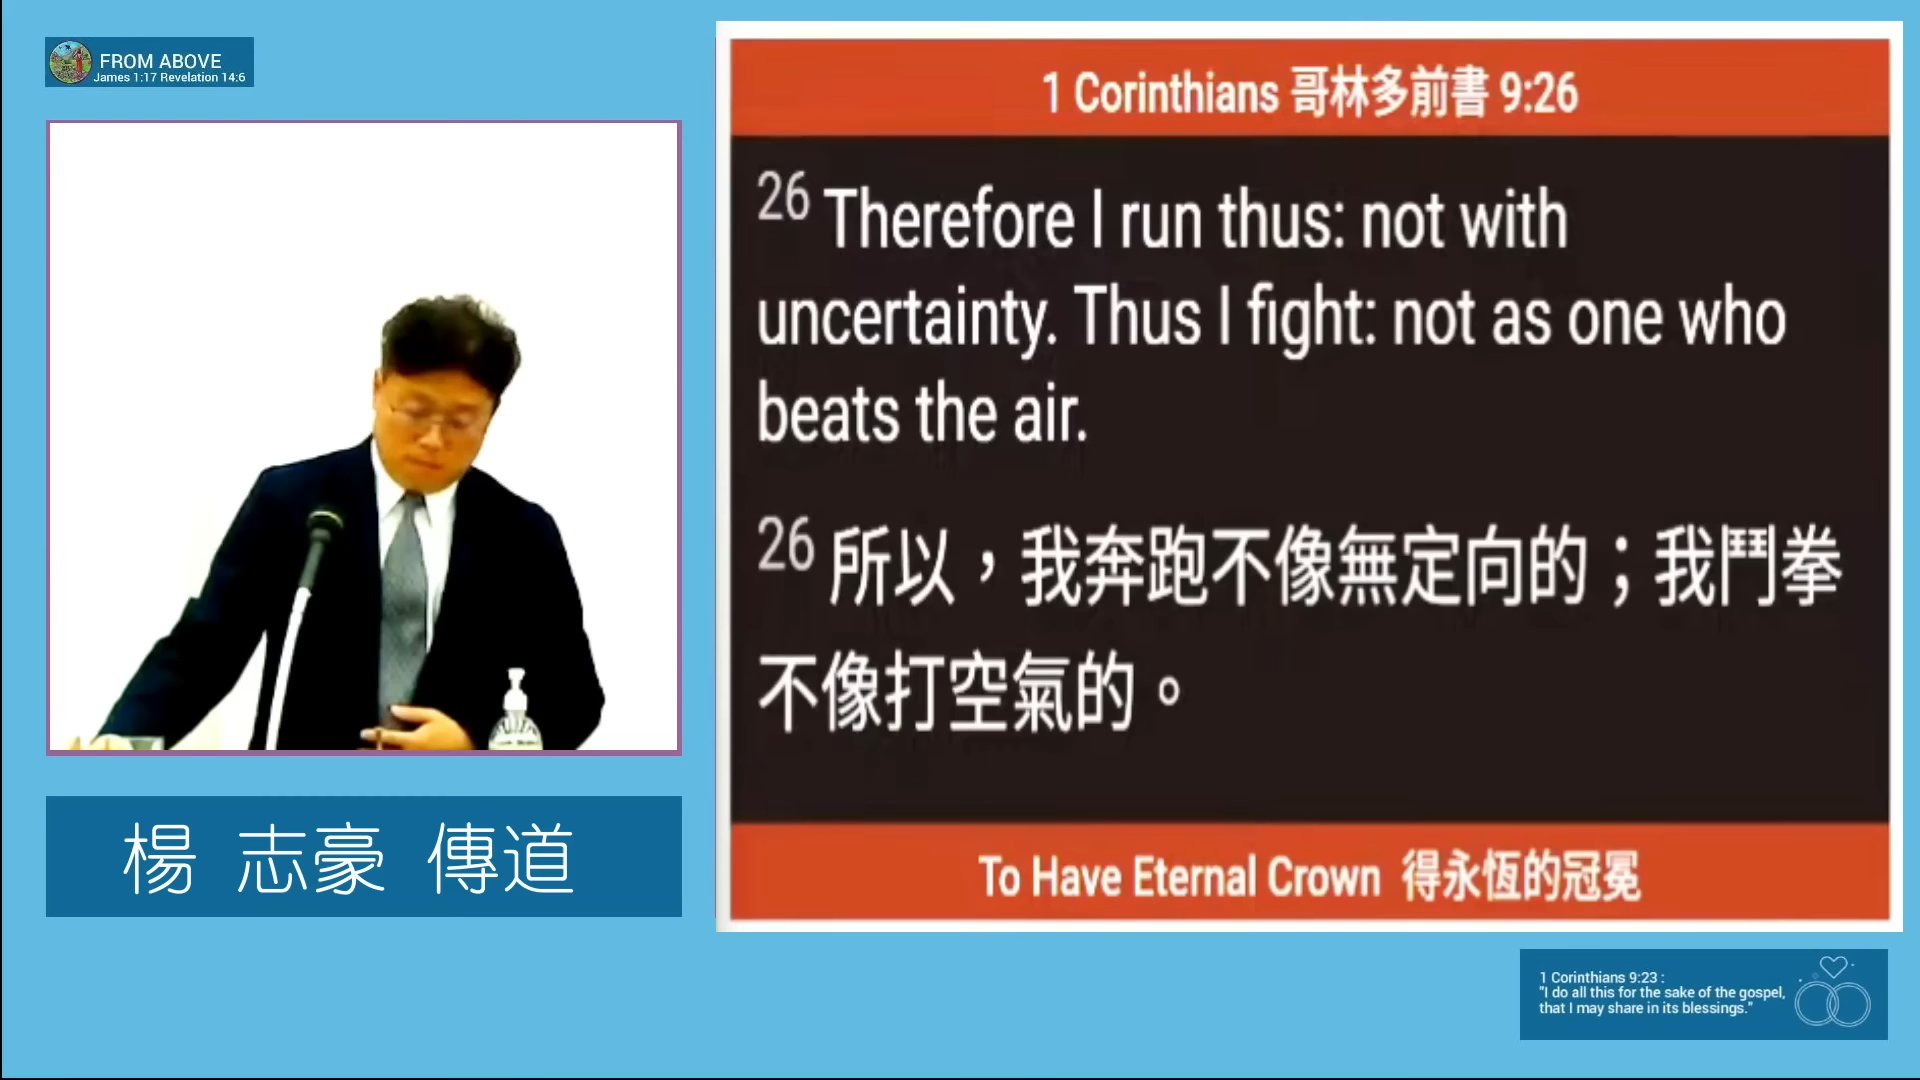 FROM ABOVE
James 1:17 Revelation 14:6
1 Corinthians 哥林多前書 9:26
26 Therefore I run thus: not with
uncertainty. Thus I fight: not as one who
beats the air.
26 所以，我奔跑不像無定向的；我鬥拳
不像打空氣的。
To Have Eternal Crown 得永恆的冠冕
楊 志豪 傳道
1 Corinthians 9:23 :
"I do all this for the sake of the gospel,
that I may share in its blessings."